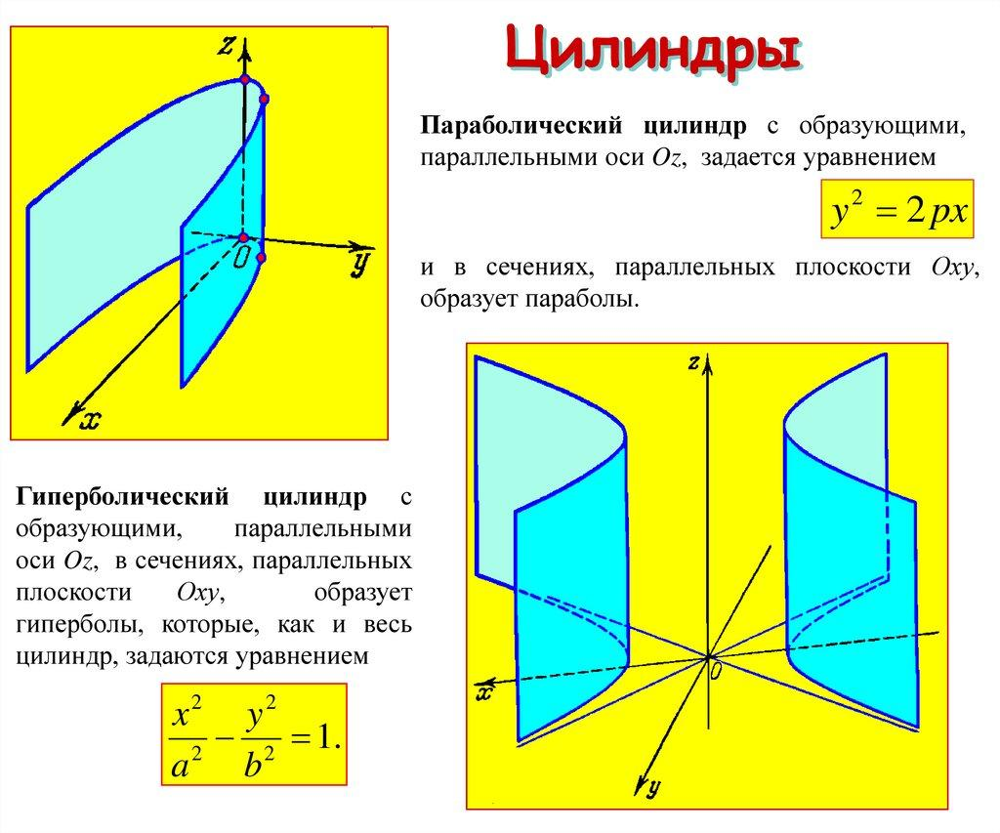 Цилиндры
z
O
y
x
Параболический цилиндр с образующими,
параллельными оси Oz, задается уравнением
y² = 2px
и в сечениях, параллельных плоскости Oxy,
образует параболы.
Гиперболический цилиндр с
образующими, параллельными
оси Oz, в сечениях, параллельных
плоскости Oxy, образует
гиперболы, которые, как и весь
цилиндр, задаются уравнением
x²/a² − y²/b² = 1.
z
O
x
y